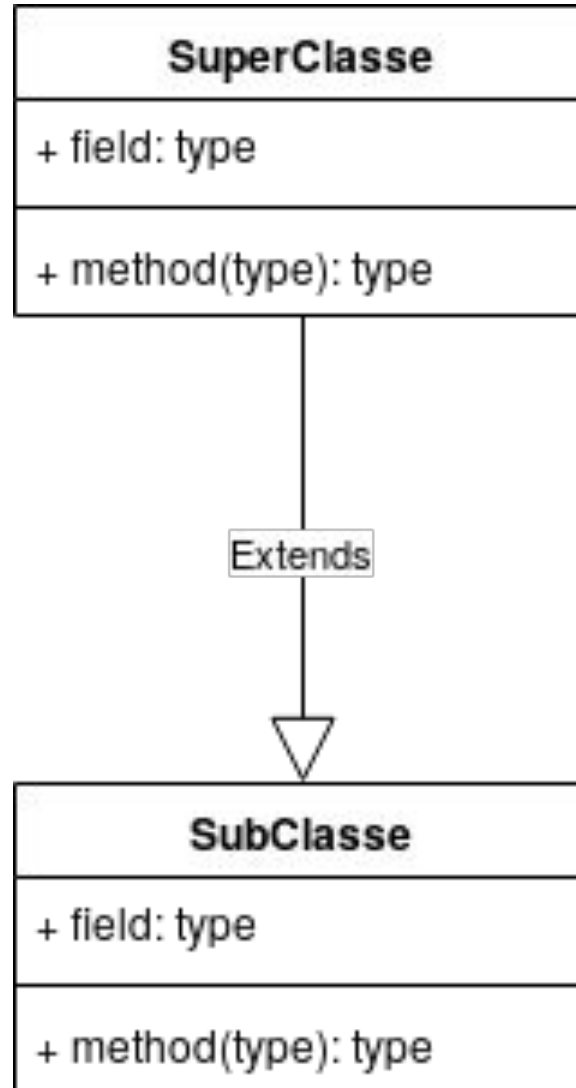 SuperClasse
+ field: type
+ method(type): type
Extends
SubClasse
+ field: type
+ method(type): type